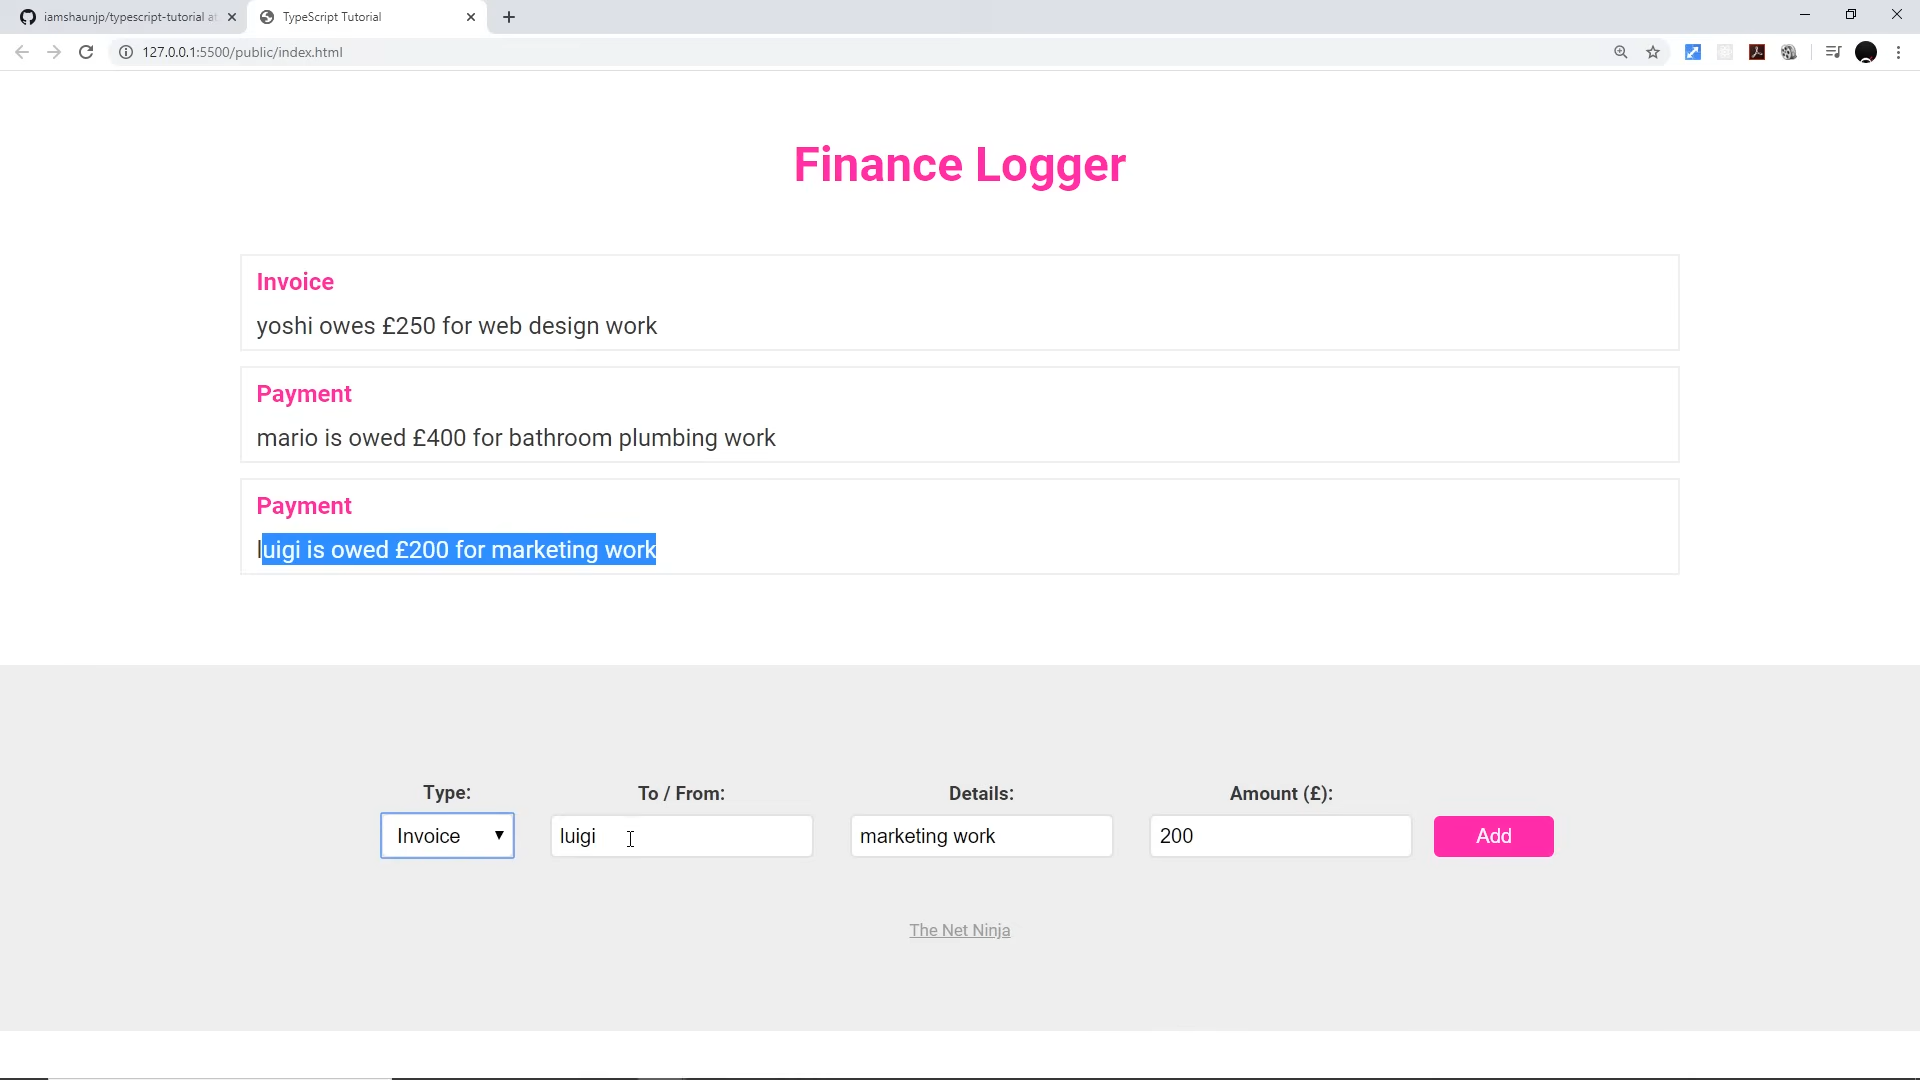 iamshaunjp/typescript-tutorial at
TypeScript Tutorial
127.0.0.1:5500/public/index.html
Finance Logger
Invoice
yoshi owes £250 for web design work
Payment
mario is owed £400 for bathroom plumbing work
Payment
luigi is owed £200 for marketing work
Type: To / From: Details: Amount (£):
Invoice luigi marketing work 200 Add
The Net Ninja